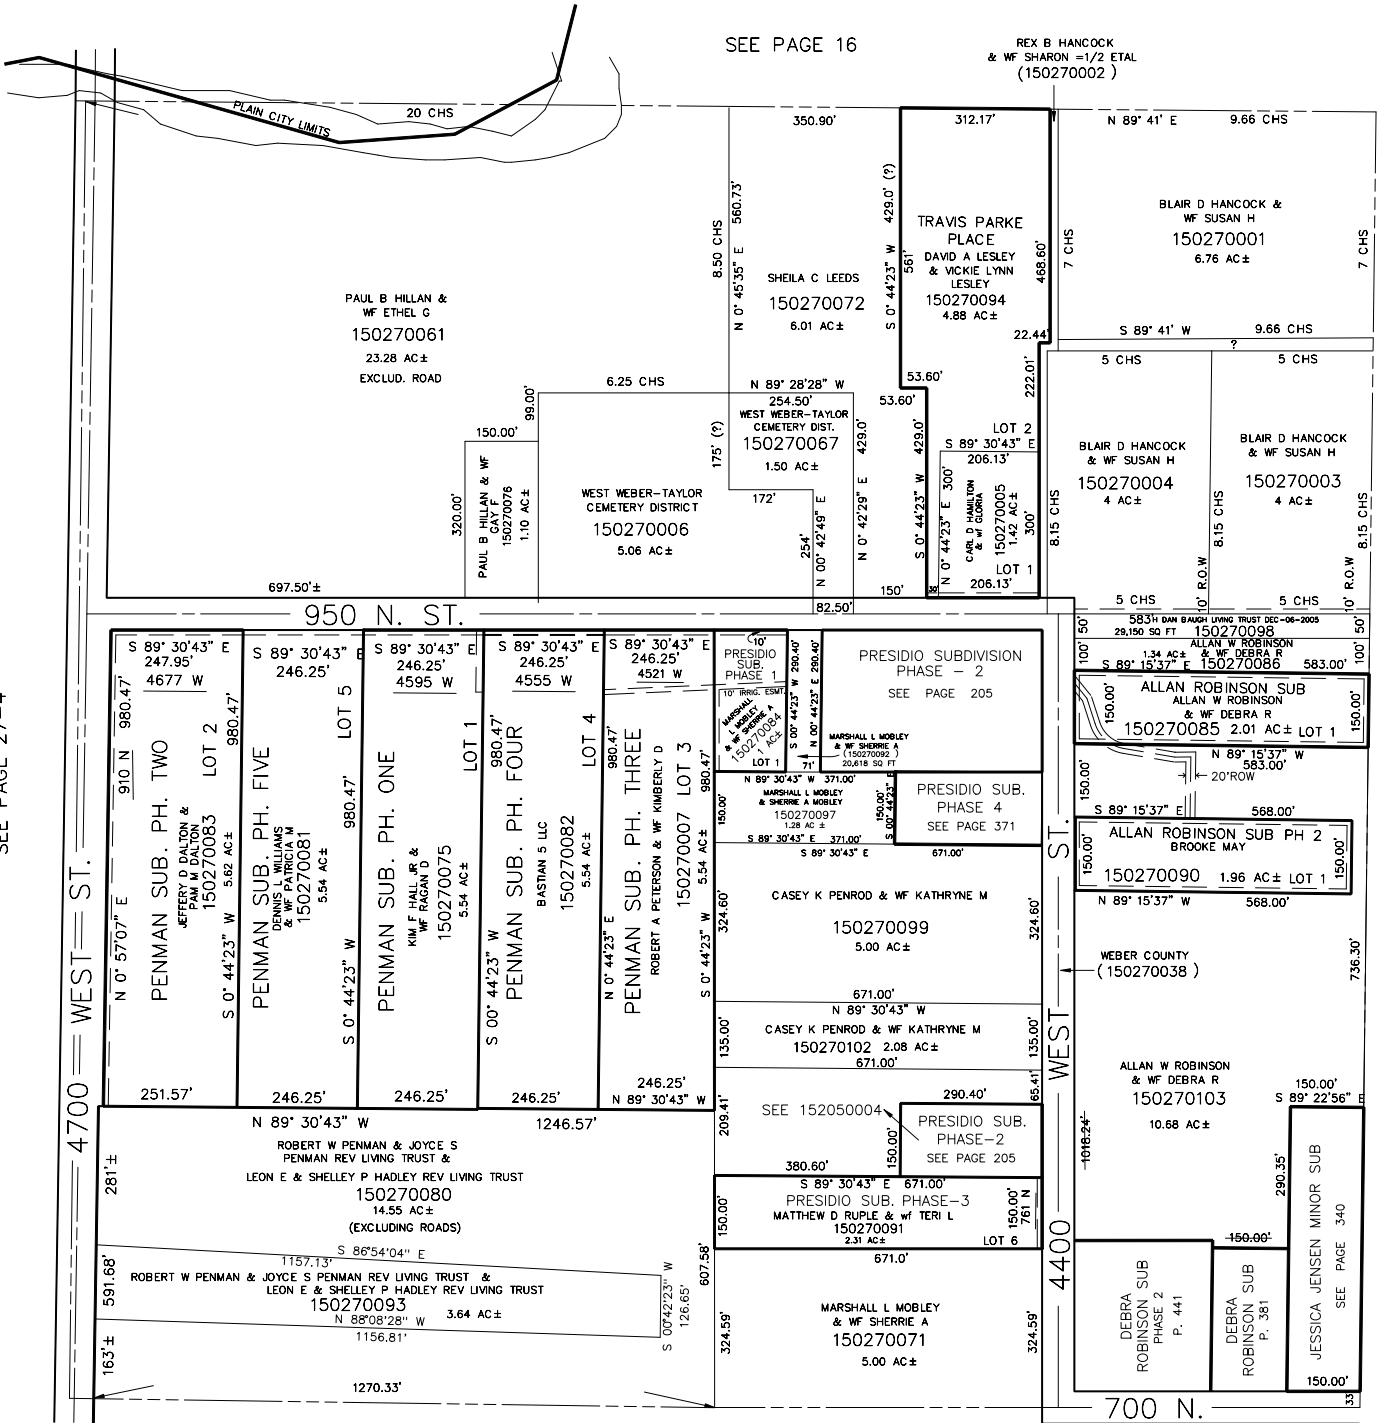 SEE PAGE 16
REX B HANCOCK
& WF SHARON =1/2 ETAL
(150270002 )
PLAIN CITY LIMITS
20 CHS
350.90'
312.17'
N 89° 41' E
9.66 CHS
8.50 CHS
N 0° 45'35" E 560.73'
S 0° 44'23" W 429.0' (?)
561'
TRAVIS PARKE
PLACE
DAVID A LESLEY
& VICKIE LYNN
LESLEY
150270094
4.88 AC±
468.60'
7 CHS
BLAIR D HANCOCK &
WF SUSAN H
150270001
6.76 AC±
7 CHS
SHEILA C LEEDS
150270072
6.01 AC±
PAUL B HILLAN &
WF ETHEL G
150270061
23.28 AC±
EXCLUD. ROAD
22.44'
S 89° 41' W
9.66 CHS
?
5 CHS
5 CHS
6.25 CHS
N 89° 28'28" W
254.50'
53.60'
53.60'
222.01'
99.00'
WEST WEBER-TAYLOR
CEMETERY DIST.
150270067
1.50 AC±
175' (?)
429.0'
N 0° 42'29" E
429.0'
S 0° 44'23" W
LOT 2
S 89° 30'43" E
206.13'
150.00'
320.00'
PAUL B HILLAN & WF
GAY F
150270076
1.10 AC±
WEST WEBER-TAYLOR
CEMETERY DISTRICT
150270006
5.06 AC±
172'
254'
N 00° 42'49" E
N 0° 44'23" E 300'
CARL D HAMILTON
& wf GLORIA
150270005
1.42 AC±
300'
LOT 1
206.13'
30'
8.15 CHS
BLAIR D HANCOCK
& WF SUSAN H
150270004
4 AC±
8.15 CHS
10' R.O.W
BLAIR D HANCOCK
& WF SUSAN H
150270003
4 AC±
8.15 CHS
10' R.O.W
697.50'±
150'
82.50'
5 CHS
5 CHS
950 N. ST.
SEE PAGE 27-4
4700 WEST ST.
S 89° 30'43" E
247.95'
4677 W
980.47'
910 N
N 0° 57'07" E
PENMAN SUB. PH. TWO
JEFFERY D DALTON &
PAM M DALTON
150270083
LOT 2
5.62 AC±
980.47'
S 0° 44'23" W
251.57'
S 89° 30'43" E
246.25'
PENMAN SUB. PH. FIVE
DENNIS L WILLIAMS
& WF PATRICIA M
150270081
5.54 AC±
LOT 5
980.47'
S 0° 44'23" W
246.25'
S 89° 30'43" E
246.25'
4595 W
PENMAN SUB. PH. ONE
KIM F HALL JR &
WF RAGAN D
150270075
5.54 AC±
LOT 1
246.25'
S 89° 30'43" E
246.25'
4555 W
980.47'
S 00° 44'23" W
PENMAN SUB. PH. FOUR
BASTIAN 5 LLC
150270082
5.54 AC±
LOT 4
246.25'
S 89° 30'43" E
246.25'
4521 W
980.47'
N 0° 44'23" E
PENMAN SUB. PH. THREE
ROBERT A PETERSON & WF KIMBERLY D
150270007 LOT 3
5.54 AC±
980.47'
S 0° 44'23" W
246.25'
N 89° 30'43" W
10'
PRESIDIO
SUB.
PHASE 1
10' IRRIG. ESMT.
MARSHALL
L MOBLEY
& WF SHERRIE A
150270084
1 AC±
LOT 1
S 00° 44'23" W 290.40'
N 00° 44'23" E 290.40'
71'
PRESIDIO SUBDIVISION
PHASE - 2
SEE PAGE 205
MARSHALL L MOBLEY
& WF SHERRIE A
(150270092 )
20,618 SQ FT
N 89° 30'43" W 371.00'
150.00'
MARSHALL L MOBLEY
& SHERRIE A MOBLEY
150270097
1.28 AC ±
S 89° 30'43" E 371.00'
150.00'
S 00° 44'23" E
PRESIDIO SUB.
PHASE 4
SEE PAGE 371
S 89° 30'43" E
671.00'
CASEY K PENROD & WF KATHRYNE M
150270099
5.00 AC±
324.60'
324.60'
671.00'
N 89° 30'43" W
CASEY K PENROD & WF KATHRYNE M
150270102 2.08 AC±
135.00'
135.00'
671.00'
65.41'
209.41'
290.40'
SEE 152050004
150.00'
380.60'
PRESIDIO SUB.
PHASE-2
SEE PAGE 205
S 89° 30'43" E 671.00'
PRESIDIO SUB. PHASE-3
MATTHEW D RUPLE & wf TERI L
150270091
2.31 AC±
LOT 6
150.00'
150.00'
761 N
671.0'
607.58'
MARSHALL L MOBLEY
& WF SHERRIE A
150270071
5.00 AC±
324.59'
324.59'
N 89° 30'43" W
1246.57'
ROBERT W PENMAN & JOYCE S
PENMAN REV LIVING TRUST &
LEON E & SHELLEY P HADLEY REV LIVING TRUST
150270080
14.55 AC±
(EXCLUDING ROADS)
281'±
S 86°54'04" E
1157.13'
ROBERT W PENMAN & JOYCE S PENMAN REV LIVING TRUST &
LEON E & SHELLEY P HADLEY REV LIVING TRUST
150270093
3.64 AC±
N 88°08'28" W
1156.81'
591.68'
S 00°42'23" W
126.65'
163'±
1270.33'
4400 WEST ST.
583'
H DAN BAUGH LIVING TRUST DEC-06-2005
29,150 SQ FT 150270098
50'
50'
ALLAN W ROBINSON
1.34 AC± & WF DEBRA R
S 89° 15'37" E 150270086 583.00'
100'
100'
ALLAN ROBINSON SUB
ALLAN W ROBINSON
& WF DEBRA R
150270085 2.01 AC± LOT 1
150.00'
150.00'
N 89° 15'37" W
583.00'
20'ROW
150.00'
S 89° 15'37" E
568.00'
ALLAN ROBINSON SUB PH 2
BROOKE MAY
150270090 1.96 AC± LOT 1
150.00'
150.00'
N 89° 15'37" W
568.00'
WEBER COUNTY
( 150270038 )
736.30'
ALLAN W ROBINSON
& WF DEBRA R
150270103
10.68 AC±
1018.24'
150.00'
S 89° 22'56" E
290.35'
150.00'
JESSICA JENSEN MINOR SUB
SEE PAGE 340
DEBRA
ROBINSON SUB
PHASE 2
P. 441
DEBRA
ROBINSON SUB
P. 381
150.00'
33'
700 N.